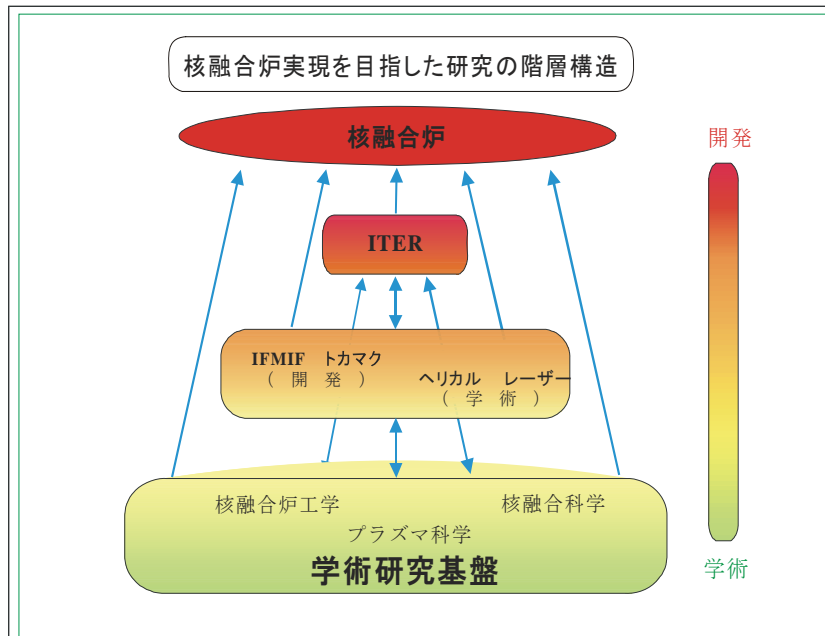 核融合炉実現を目指した研究の階層構造
核融合炉
開発
ITER
IFMIF トカマク
( 開 発 )
ヘリカル レーザー
( 学 術 )
核融合炉工学
核融合科学
プラズマ科学
学術研究基盤
学術